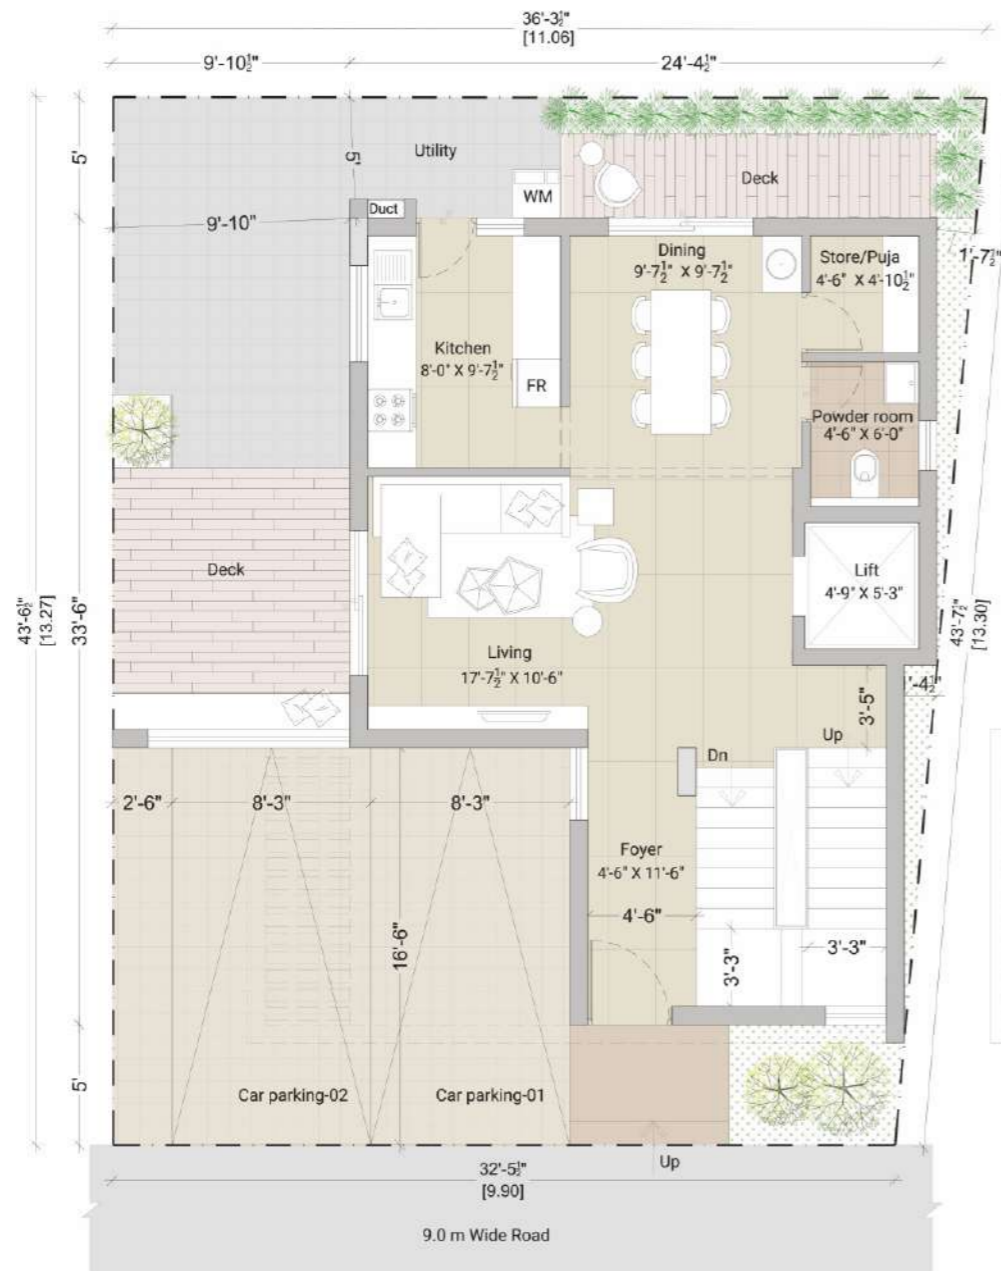 36'-3½"
[11.06]
9'-10½"
24'-4½"
5'
5'
Utility
Deck
WM
Duct
9'-10"
1'-7½"
Dining
9'-7½" X 9'-7½"
Store/Puja
4'-6" X 4'-10½"
Kitchen
8'-0" X 9'-7½"
FR
Powder room
4'-6" X 6'-0"
43'-6½"
[13.27]
33'-6"
Deck
Lift
4'-9" X 5'-3"
43'-7½"
[13.30]
Living
17'-7½" X 10'-6"
'-4½"
3'-5"
Up
Dn
2'-6"
8'-3"
8'-3"
Foyer
4'-6" X 11'-6"
4'-6"
16'-6"
3'-3"
3'-3"
5'
Car parking-02
Car parking-01
Up
32'-5½"
[9.90]
9.0 m Wide Road